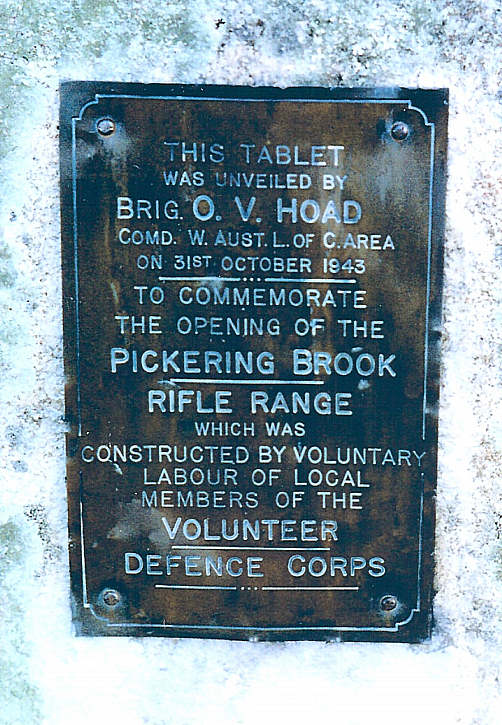 THIS TABLET
WAS UNVEILED BY
BRIG. O. V. HOAD
COMD. W. AUST. L. OF C. AREA
ON 31ST OCTOBER 1943
TO COMMEMORATE
THE OPENING OF THE
PICKERING BROOK
RIFLE RANGE
WHICH WAS
CONSTRUCTED BY VOLUNTARY
LABOUR OF LOCAL
MEMBERS OF THE
VOLUNTEER
DEFENCE CORPS